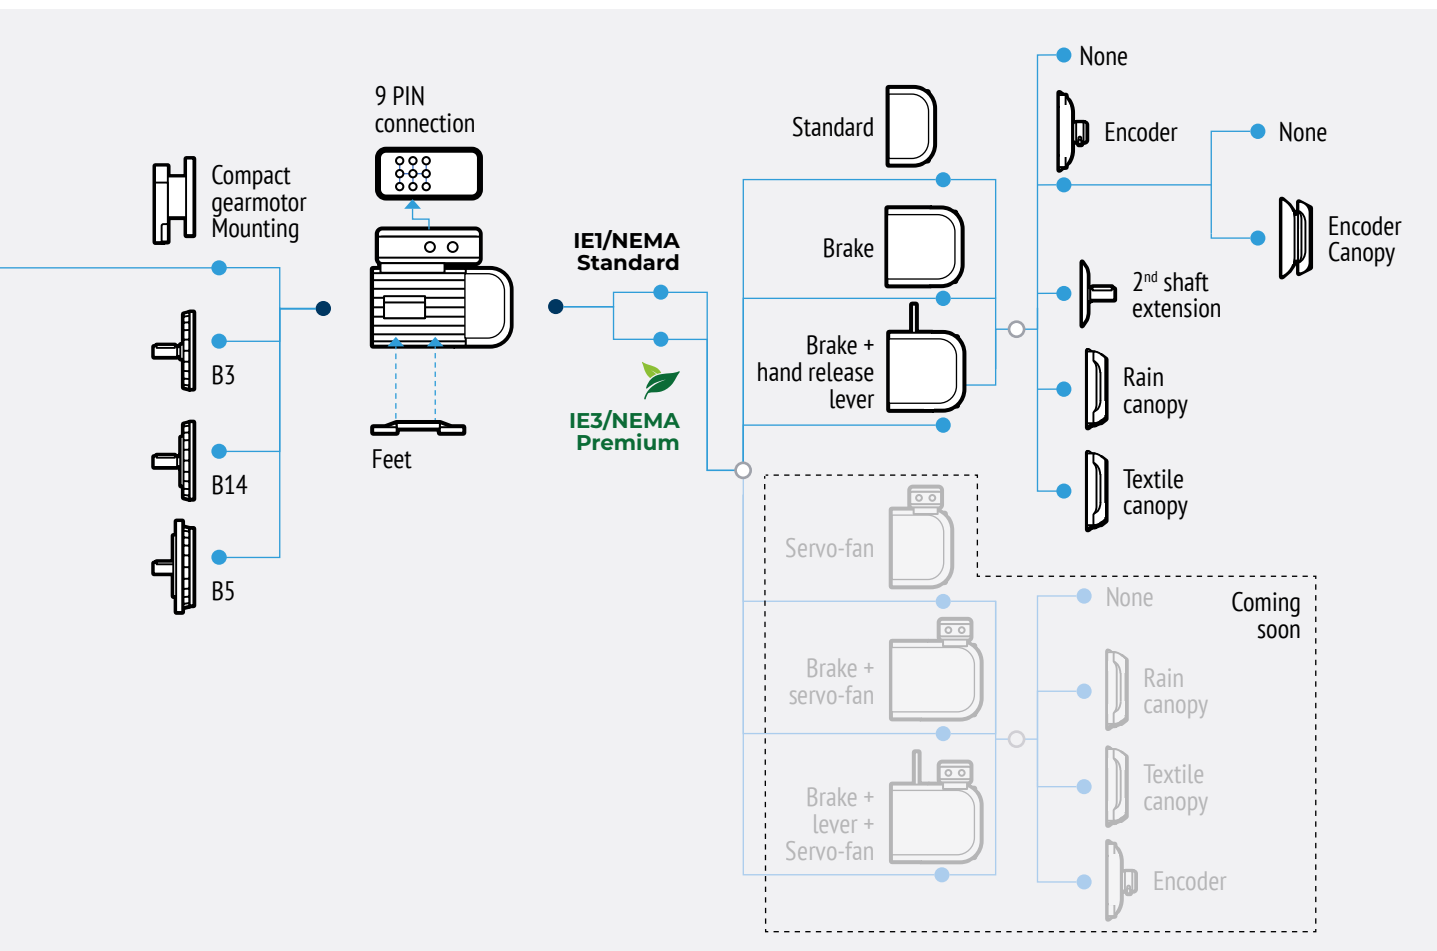 9 PIN
connection
Compact
gearmotor
Mounting
B3
B14
B5
Feet
IE1/NEMA
Standard
IE3/NEMA
Premium
Standard
Brake
Brake +
hand release
lever
None
Encoder
None
Encoder
Canopy
2nd shaft
extension
Rain
canopy
Textile
canopy
Servo-fan
Brake +
servo-fan
Brake +
lever +
Servo-fan
None
Coming
soon
Rain
canopy
Textile
canopy
Encoder